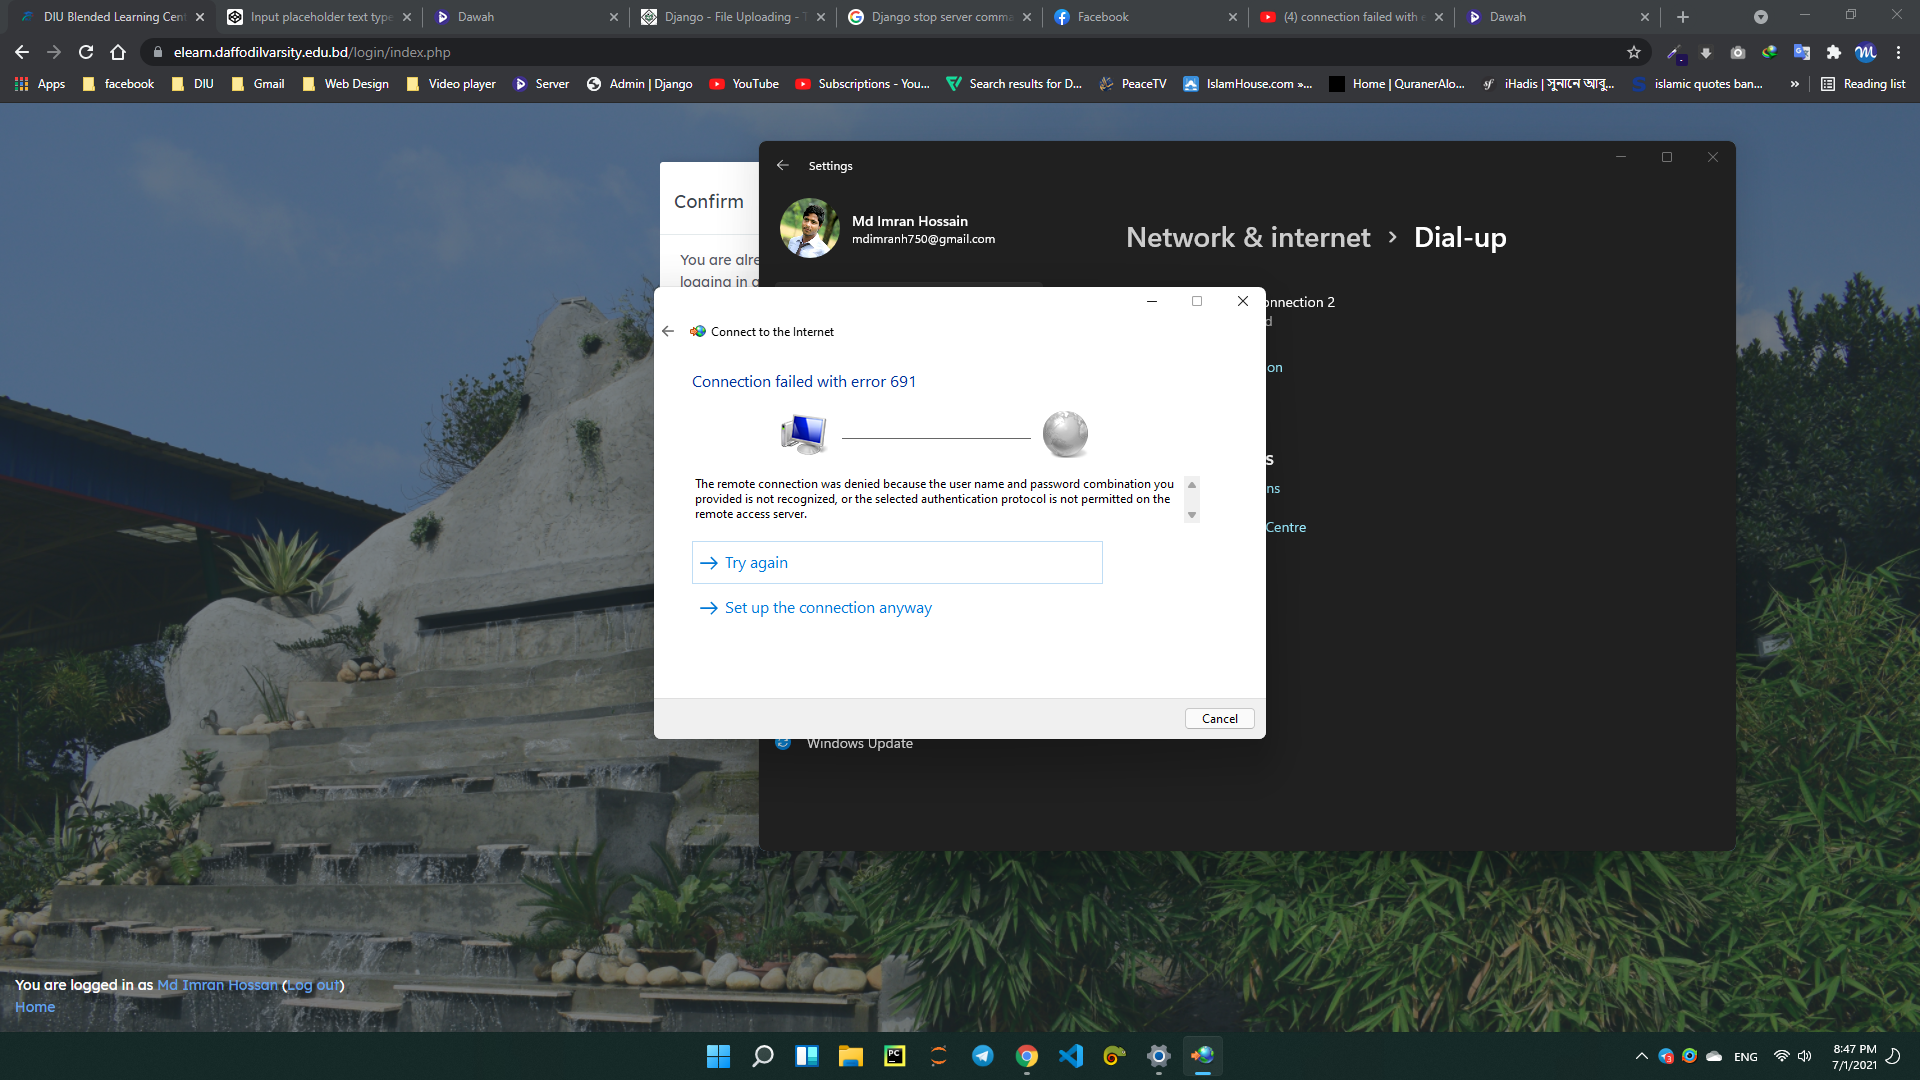 DIU Blended Learning Cent
Input placeholder text type
Dawah
Django - File Uploading - T
Django stop server comma
Facebook
(4) connection failed with e
Dawah
elearn.daffodilvarsity.edu.bd/login/index.php
Apps
facebook
DIU
Gmail
Web Design
Video player
Server
Admin | Django
YouTube
Subscriptions - You...
Search results for D...
PeaceTV
IslamHouse.com »...
Home | QuranerAlo...
iHadis | সুনানে আবু...
islamic quotes ban...
»
Reading list
Settings
Confirm
Md Imran Hossain
mdimranh750@gmail.com
Network & internet › Dial-up
You are alre
logging in a
onnection 2
d
Connect to the Internet
on
Connection failed with error 691
s
The remote connection was denied because the user name and password combination you
provided is not recognized, or the selected authentication protocol is not permitted on the
remote access server.
ns
Centre
Try again
Set up the connection anyway
Cancel
Windows Update
You are logged in as Md Imran Hossan (Log out)
Home
PC
3
ENG
8:47 PM
7/1/2021